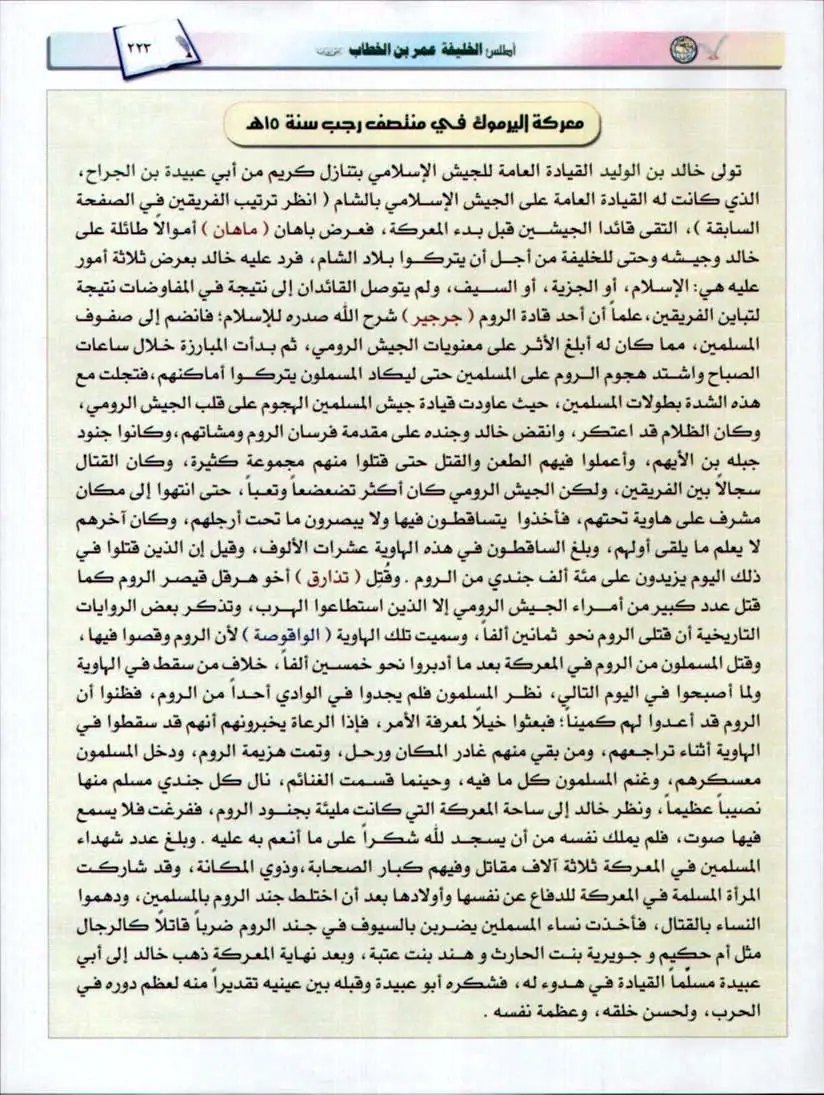 ٢٢٣
أطلس الخليفة عمر بن الخطاب
معركة اليرموك في منتصف رجب سنة ١٥هـ
تولى خالد بن الوليد القيادة العامة للجيش الإسلامي بتنازل كريم من أبي عبيدة بن الجراح،
الذي كانت له القيادة العامة على الجيش الإسلامي بالشام ( انظر ترتيب الفريقين في الصفحة
السابقة )، التقى قائدا الجيشين قبل بدء المعركة، فعرض باهان ( ماهان ) أموالاً طائلة على
خالد وجيشه وحتى للخليفة من أجل أن يتركوا بلاد الشام، فرد عليه خالد بعرض ثلاثة أمور
عليه هي: الإسلام، أو الجزية، أو السيف، ولم يتوصل القائدان إلى نتيجة في المفاوضات نتيجة
لتباين الفريقين، علماً أن أحد قادة الروم ( جرجير ) شرح الله صدره للإسلام؛ فانضم إلى صفوف
المسلمين، مما كان له أبلغ الأثر على معنويات الجيش الرومي، ثم بدأت المبارزة خلال ساعات
الصباح واشتد هجوم الروم على المسلمين حتى ليكاد المسملون يتركوا أماكنهم، فتجلت مع
هذه الشدة بطولات المسلمين، حيث عاودت قيادة جيش المسلمين الهجوم على قلب الجيش الرومي،
وكان الظلام قد اعتكر، وانقض خالد وجنده على مقدمة فرسان الروم ومشاتهم، وكانوا جنود
جبله بن الأيهم، وأعملوا فيهم الطعن والقتل حتى قتلوا منهم مجموعة كثيرة، وكان القتال
سجالاً بين الفريقين، ولكن الجيش الرومي كان أكثر تضعضعاً وتعباً، حتى انتهوا إلى مكان
مشرف على هاوية تحتهم، فأخذوا يتساقطون فيها ولا يبصرون ما تحت أرجلهم، وكان آخرهم
لا يعلم ما يلقى أولهم، وبلغ الساقطون في هذه الهاوية عشرات الألوف، وقيل إن الذين قتلوا في
ذلك اليوم يزيدون على مئة ألف جندي من الروم . وقُتِل ( تذارق ) أخو هرقل قيصر الروم كما
قتل عدد كبير من أمراء الجيش الرومي إلا الذين استطاعوا الهرب، وتذكر بعض الروايات
التاريخية أن قتلى الروم نحو ثمانين ألفاً، وسميت تلك الهاوية ( الواقوصة ) لأن الروم وقصوا فيها،
وقتل المسملون من الروم في المعركة بعد ما أدبروا نحو خمسين ألفاً، خلاف من سقط في الهاوية
ولما أصبحوا في اليوم التالي، نظر المسلمون فلم يجدوا في الوادي أحداً من الروم، فظنوا أن
الروم قد أعدوا لهم كميناً؛ فبعثوا خيلاً لمعرفة الأمر، فإذا الرعاة يخبرونهم أنهم قد سقطوا في
الهاوية أثناء تراجعهم، ومن بقي منهم غادر المكان ورحل، وتمت هزيمة الروم، ودخل المسملون
معسكرهم، وغنم المسلمون كل ما فيه، وحينما قسمت الغنائم، نال كل جندي مسلم منها
نصيباً عظيماً، ونظر خالد إلى ساحة المعركة التي كانت مليئة بجنود الروم، ففرغت فلا يسمع
فيها صوت، فلم يملك نفسه من أن يسجد لله شكراً على ما أنعم به عليه . وبلغ عدد شهداء
المسلمين في المعركة ثلاثة آلاف مقاتل وفيهم كبار الصحابة، وذوي المكانة، وقد شاركت
المرأة المسلمة في المعركة للدفاع عن نفسها وأولادها بعد أن اختلط جند الروم بالمسلمين، ودهموا
النساء بالقتال، فأخذت نساء المسملين يضربن بالسيوف في جند الروم ضرباً قاتلاً كالرجال
مثل أم حكيم و جويرية بنت الحارث و هند بنت عتبة، وبعد نهاية المعركة ذهب خالد إلى أبي
عبيدة مسلِّماً القيادة في هدوء له، فشكره أبو عبيدة وقبله بين عينيه تقديراً منه لعظم دوره في
الحرب، ولحسن خلقه، وعظمة نفسه .